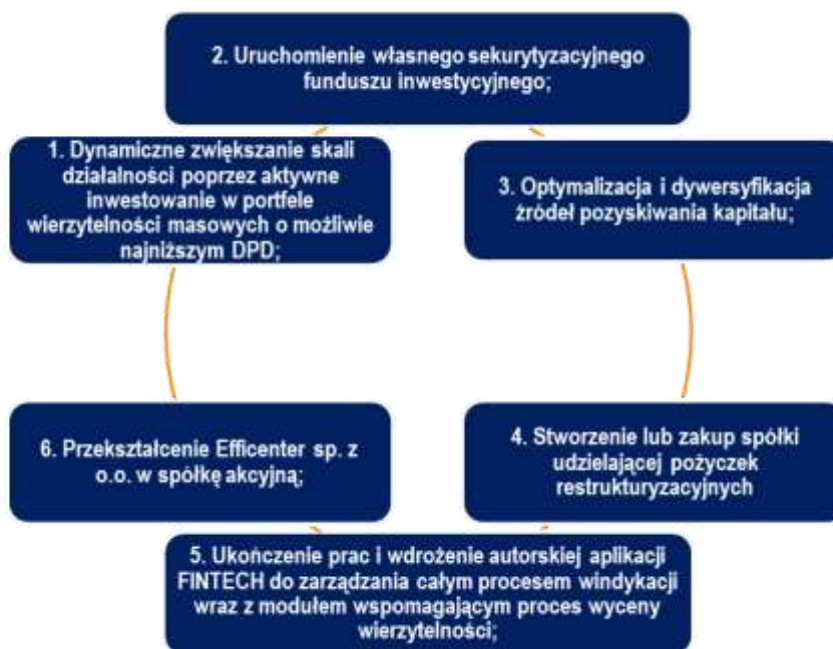 2. Uruchomienie własnego sekurytyzacyjnego
funduszu inwestycyjnego;
1. Dynamiczne zwiększanie skali
działalności poprzez aktywne
inwestowanie w portfele
wierzytelności masowych o możliwie
najniższym DPD;
3. Optymalizacja i dywersyfikacja
źródeł pozyskiwania kapitału;
6. Przekształcenie Efficenter sp. z
o.o. w spółkę akcyjną;
4. Stworzenie lub zakup spółki
udzielającej pożyczek
restrukturyzacyjnych
5. Ukończenie prac i wdrożenie autorskiej aplikacji
FINTECH do zarządzania całym procesem windykacji
wraz z modułem wspomagającym proces wyceny
wierzytelności;